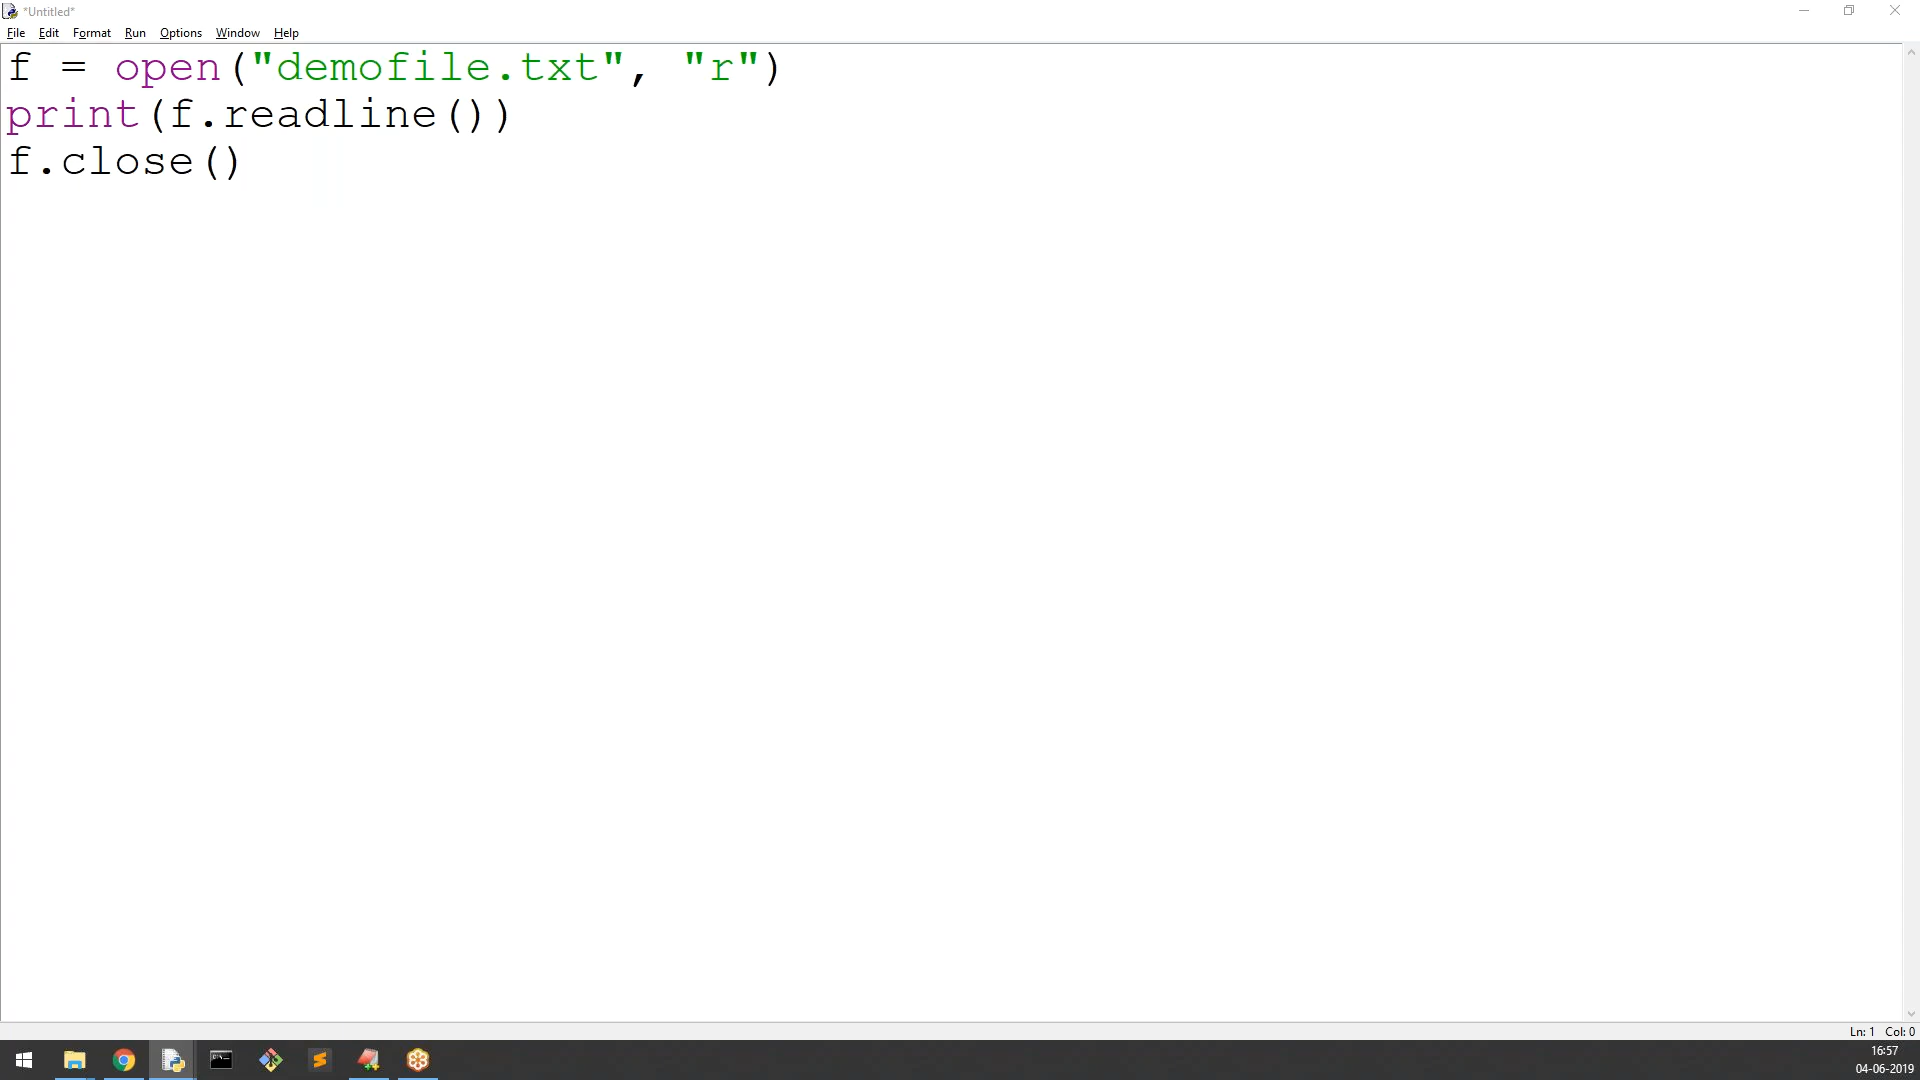 *Untitled*
File Edit Format Run Options Window Help
f = open("demofile.txt", "r")
print(f.readline())
f.close()
Ln: 1 Col: 0
16:57
04-06-2019